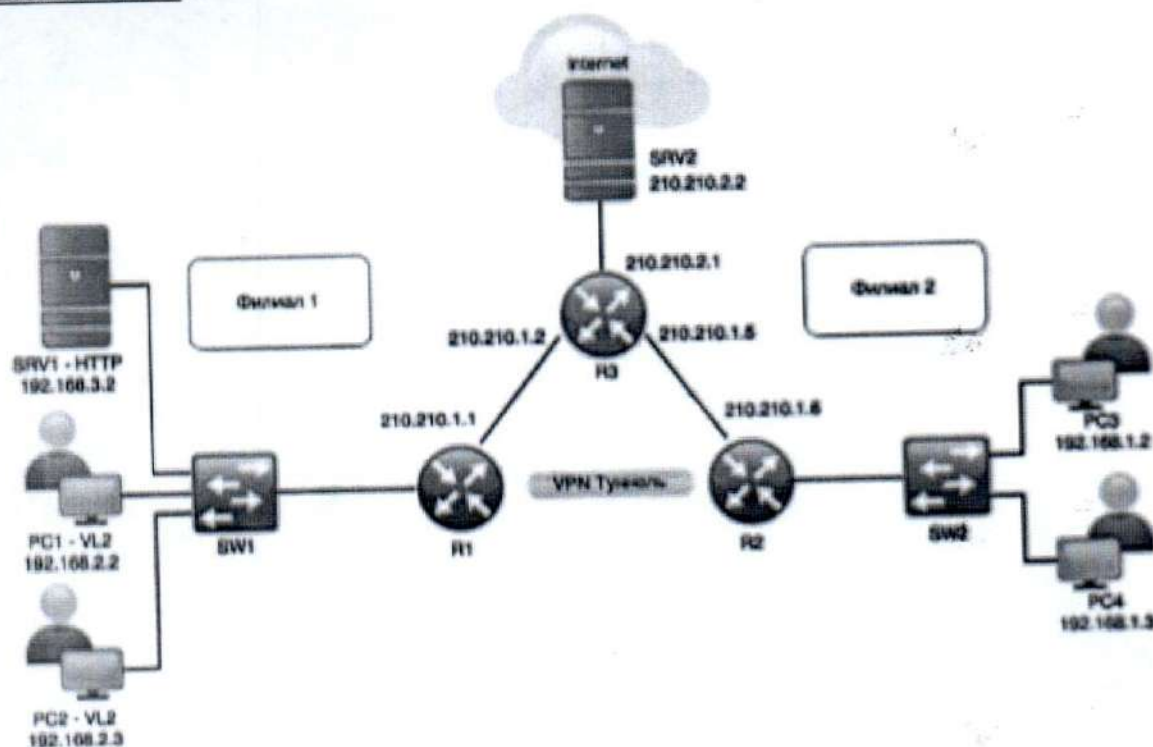 Internet
SRV2
210.210.2.2
210.210.2.1
Филиал 1
Филиал 2
210.210.1.2
210.210.1.5
R3
SRV1 - HTTP
192.168.3.2
210.210.1.1
210.210.1.6
PC3
192.168.1.2
VPN Туннель
PC1 - VL2
192.168.2.2
SW1
R1
R2
SW2
PC4
192.168.1.3
PC2 - VL2
192.168.2.3